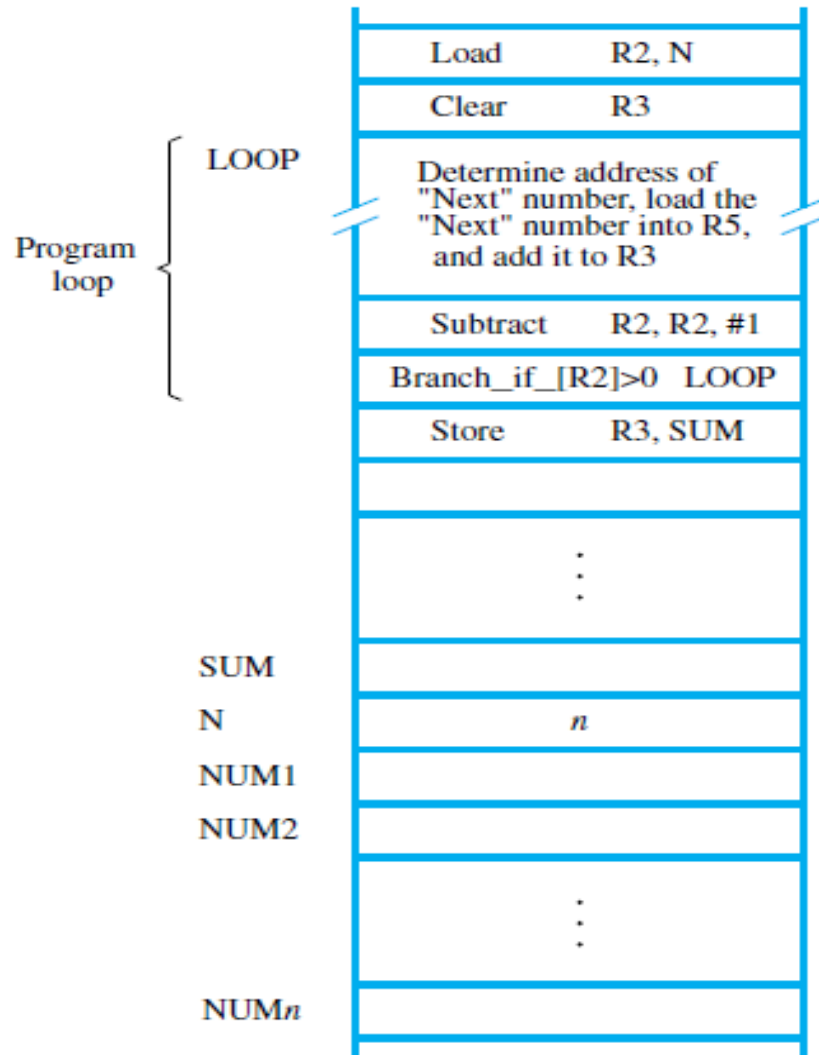 Load R2, N
Clear R3
LOOP
Determine address of
"Next" number, load the
"Next" number into R5,
and add it to R3
Program
loop
Subtract R2, R2, #1
Branch_if_[R2]>0 LOOP
Store R3, SUM
SUM
N n
NUM1
NUM2
NUMn